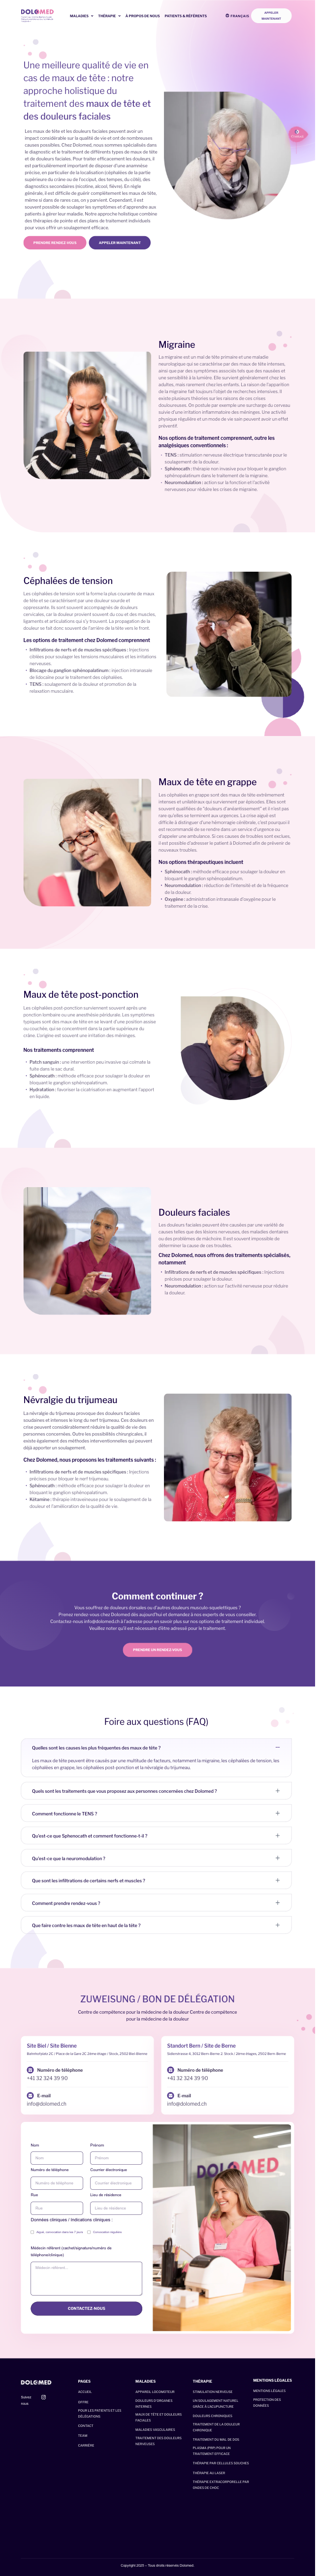 DOLOMED
MALADIES
THÉRAPIE
À PROPOS DE NOUS
PATIENTS & RÉFÉRENTS
FRANÇAIS
APPELER
MAINTENANT
Une meilleure qualité de vie en
cas de maux de tête : notre
approche holistique du
traitement des maux de tête et
des douleurs faciales
Les maux de tête et les douleurs faciales peuvent avoir un
impact considérable sur la qualité de vie et ont de nombreuses
causes possibles. Chez Dolomed, nous sommes spécialisés dans
le diagnostic et le traitement de différents types de maux de tête
et de douleurs faciales. Pour traiter efficacement les douleurs, il
est particulièrement important de disposer d'une anamnèse
précise, en particulier de la localisation (céphalées de la partie
supérieure ou du crâne ou de l'occiput, des tempes, du côté), des
diagnostics secondaires (nicotine, alcool, fièvre). En règle
générale, il est difficile de guérir complètement les maux de tête,
même si dans de rares cas, on y parvient. Cependant, il est
souvent possible de soulager les symptômes et d'apprendre aux
patients à gérer leur maladie. Notre approche holistique combine
des thérapies de pointe et des plans de traitement individuels
pour vous offrir un soulagement efficace.
PRENDRE RENDEZ-VOUS
APPELER MAINTENANT
Migraine
La migraine est un mal de tête primaire et une maladie
neurologique qui se caractérise par des maux de tête intenses,
ainsi que par des symptômes associés tels que des nausées et
une sensibilité à la lumière. Elle survient généralement chez les
adultes, mais rarement chez les enfants. La raison de l'apparition
de la migraine fait toujours l'objet de recherches intensives. Il
existe plusieurs théories sur les raisons de ces crises
douloureuses. On postule par exemple une surcharge du cerveau
ou une irritation intermittente des méninges. Une activité
physique régulière et un mode de vie sain peuvent avoir un effet
préventif.
Nos options de traitement comprennent, outre les
analgésiques conventionnels :
• TENS : stimulation nerveuse électrique transcutanée pour le
soulagement de la douleur.
• Sphénocath : thérapie non invasive pour bloquer le ganglion
sphénopalatinum dans le traitement de la migraine.
• Neuromodulation : action sur la fonction et l'activité
nerveuses pour réduire les crises de migraine.
Céphalées de tension
Les céphalées de tension sont la forme la plus courante de maux
de tête et se caractérisent par une douleur sourde et
oppressante. Ils sont souvent accompagnés de douleurs
cervicales, car la douleur provient souvent du cou et des muscles,
ligaments et articulations qui s'y trouvent. La propagation de la
douleur se fait donc souvent de l'arrière de la tête vers le front.
Les options de traitement chez Dolomed comprennent
• Infiltrations de nerfs et de muscles spécifiques : Injections
ciblées pour soulager les tensions musculaires et les irritations
nerveuses.
• Blocage du ganglion sphénopalatinum : injection intranasale
de lidocaïne pour le traitement des céphalées.
• TENS : soulagement de la douleur et promotion de la
relaxation musculaire.
Maux de tête en grappe
Les céphalées en grappe sont des maux de tête extrêmement
intenses et unilatéraux qui surviennent par épisodes. Elles sont
souvent qualifiées de "douleurs d'anéantissement" et il n'est pas
rare qu'elles se terminent aux urgences. La crise aiguë est
difficile à distinguer d'une hémorragie cérébrale, c'est pourquoi il
est recommandé de se rendre dans un service d'urgence ou
d'appeler une ambulance. Si ces causes de troubles sont exclues,
il est possible d'adresser le patient à Dolomed afin de prévenir de
nouveaux troubles.
Nos options thérapeutiques incluent
• Sphénocath : méthode efficace pour soulager la douleur en
bloquant le ganglion sphénopalatinum.
• Neuromodulation : réduction de l'intensité et de la fréquence
de la douleur.
• Oxygène : administration intranasale d'oxygène pour le
traitement de la crise.
Maux de tête post-ponction
Les céphalées post ponction surviennent souvent après une
ponction lombaire ou une anesthésie péridurale. Les symptômes
typiques sont des maux de tête en se levant d'une position
couchée, qui se concentrent dans la partie supérieure du
crâne. L'origine est souvent une irritation des méninges.
Nos traitements comprennent
• Patch sanguin : une intervention peu invasive qui colmate la
fuite dans le sac dural.
• Sphénocath : méthode efficace pour soulager la douleur en
bloquant le ganglion sphénopalatinum.
• Hydratation : favoriser la cicatrisation en augmentant l'apport
en liquide.
Douleurs faciales
Les douleurs faciales peuvent être causées par une variété de
causes telles que des lésions nerveuses, des maladies dentaires
ou des problèmes de mâchoire. Il est important de
déterminer la cause de ces troubles.
Chez Dolomed, nous offrons des traitements spécialisés,
notamment
• Infiltrations de nerfs et de muscles spécifiques : Injections
précises pour soulager la douleur.
• Neuromodulation : action sur l'activité nerveuse pour réduire
la douleur.
Névralgie du trijumeau
La névralgie du trijumeau provoque des douleurs faciales
intenses et intenses le long du nerf trijumeau. Ces douleurs en
crise peuvent considérablement réduire la qualité de vie des
personnes concernées. Outre les possibilités chirurgicales, il
existe également des méthodes interventionnelles qui peuvent
déjà apporter un soulagement.
Chez Dolomed, nous proposons les traitements suivants :
• Infiltrations de nerfs et de muscles spécifiques : Injections
précises pour bloquer le nerf trijumeau.
• Sphénocath : méthode efficace pour soulager la douleur en
bloquant le ganglion sphénopalatinum.
• Kétamine : thérapie intraveineuse pour le soulagement de la
douleur et l'amélioration de la qualité de vie.
Comment continuer ?
Vous souffrez de douleurs dorsales ou d'autres douleurs musculo-squelettiques ?
Prenez rendez-vous chez Dolomed dès aujourd'hui et demandez à nos experts de vous conseiller.
Contactez-nous info@dolomed.ch à l'adresse pour en savoir plus sur nos options de traitement individuel.
Veuillez noter qu'il est nécessaire d'être adressé pour le traitement.
PRENDRE UN RENDEZ-VOUS
Foire aux questions (FAQ)
Quelles sont les causes les plus fréquentes des maux de tête ?
Les maux de tête peuvent être causés par une multitude de facteurs, notamment la migraine, les céphalées de tension, les
céphalées en grappe, les céphalées post-ponction et la névralgie du trijumeau.
Quels sont les traitements que vous proposez aux personnes concernées chez Dolomed ?
Comment fonctionne le TENS ?
Qu'est-ce que Sphenocath et comment fonctionne-t-il ?
Qu'est-ce que la neuromodulation ?
Que sont les infiltrations de certains nerfs et muscles ?
Comment prendre rendez-vous ?
Que faire contre les maux de tête en haut de la tête ?
ZUWEISUNG / BON DE DÉLÉGATION
Centre de compétence pour la médecine de la douleur Centre de compétence
pour la médecine de la douleur
Site Biel / Site Bienne
Numéro de téléphone
+41 32 324 39 90
E-mail
info@dolomed.ch
Standort Bern / Site de Berne
Numéro de téléphone
+41 32 324 39 90
E-mail
info@dolomed.ch
Nom
Prénom
Nom
Prénom
Numéro de téléphone
Courrier électronique
Numéro de téléphone
Courrier électronique
Rue
Lieu de résidence
Rue
Lieu de résidence
Données cliniques / Indications cliniques :
Médecin référent (cachet/signature/numéro de
téléphone/clinique)
Médecin référent ...
CONTACTEZ-NOUS
DOLOMED
PAGES
ACCUEIL
OFFRE
POUR LES PATIENTS ET LES
DÉLÉGATIONS
CONTACT
TEAM
CARRIÈRE
MALADIES
APPAREIL LOCOMOTEUR
DOULEURS D'ORGANES
INTERNES
MAUX DE TÊTE ET DOULEURS
FACIALES
MALADIES VASCULAIRES
TRAITEMENT DES DOULEURS
NERVEUSES
THÉRAPIE
STIMULATION NERVEUSE
UN SOULAGEMENT NATUREL
GRÂCE À L'ACUPUNCTURE
DOULEURS CHRONIQUES
TRAITEMENT DE LA DOULEUR
CHRONIQUE
TRAITEMENT DU MAL DE DOS
PLASMA (PRP) POUR UN
TRAITEMENT EFFICACE
THÉRAPIE PAR CELLULES SOUCHES
THÉRAPIE AU LASER
THÉRAPIE EXTRACORPORELLE PAR
ONDES DE CHOC
MENTIONS LÉGALES
MENTIONS LÉGALES
PROTECTION DES
DONNÉES
Copyright 2025 – Tous droits réservés Dolomed.